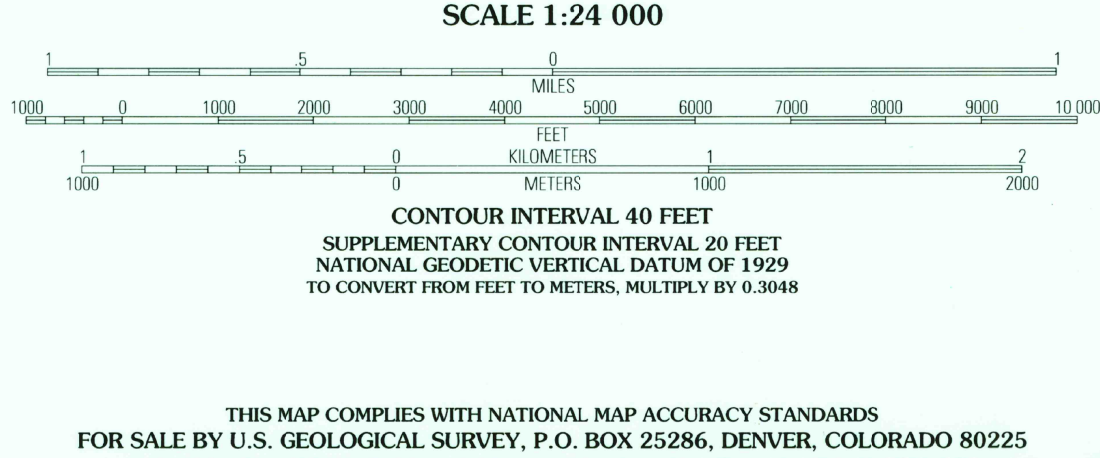 SCALE 1:24 000
1 .5 0 1
MILES
1000 0 1000 2000 3000 4000 5000 6000 7000 8000 9000 10 000
FEET
1 .5 0 KILOMETERS 1 2
1000 0 METERS 1000 2000
CONTOUR INTERVAL 40 FEET
SUPPLEMENTARY CONTOUR INTERVAL 20 FEET
NATIONAL GEODETIC VERTICAL DATUM OF 1929
TO CONVERT FROM FEET TO METERS, MULTIPLY BY 0.3048
THIS MAP COMPLIES WITH NATIONAL MAP ACCURACY STANDARDS
FOR SALE BY U.S. GEOLOGICAL SURVEY, P.O. BOX 25286, DENVER, COLORADO 80225